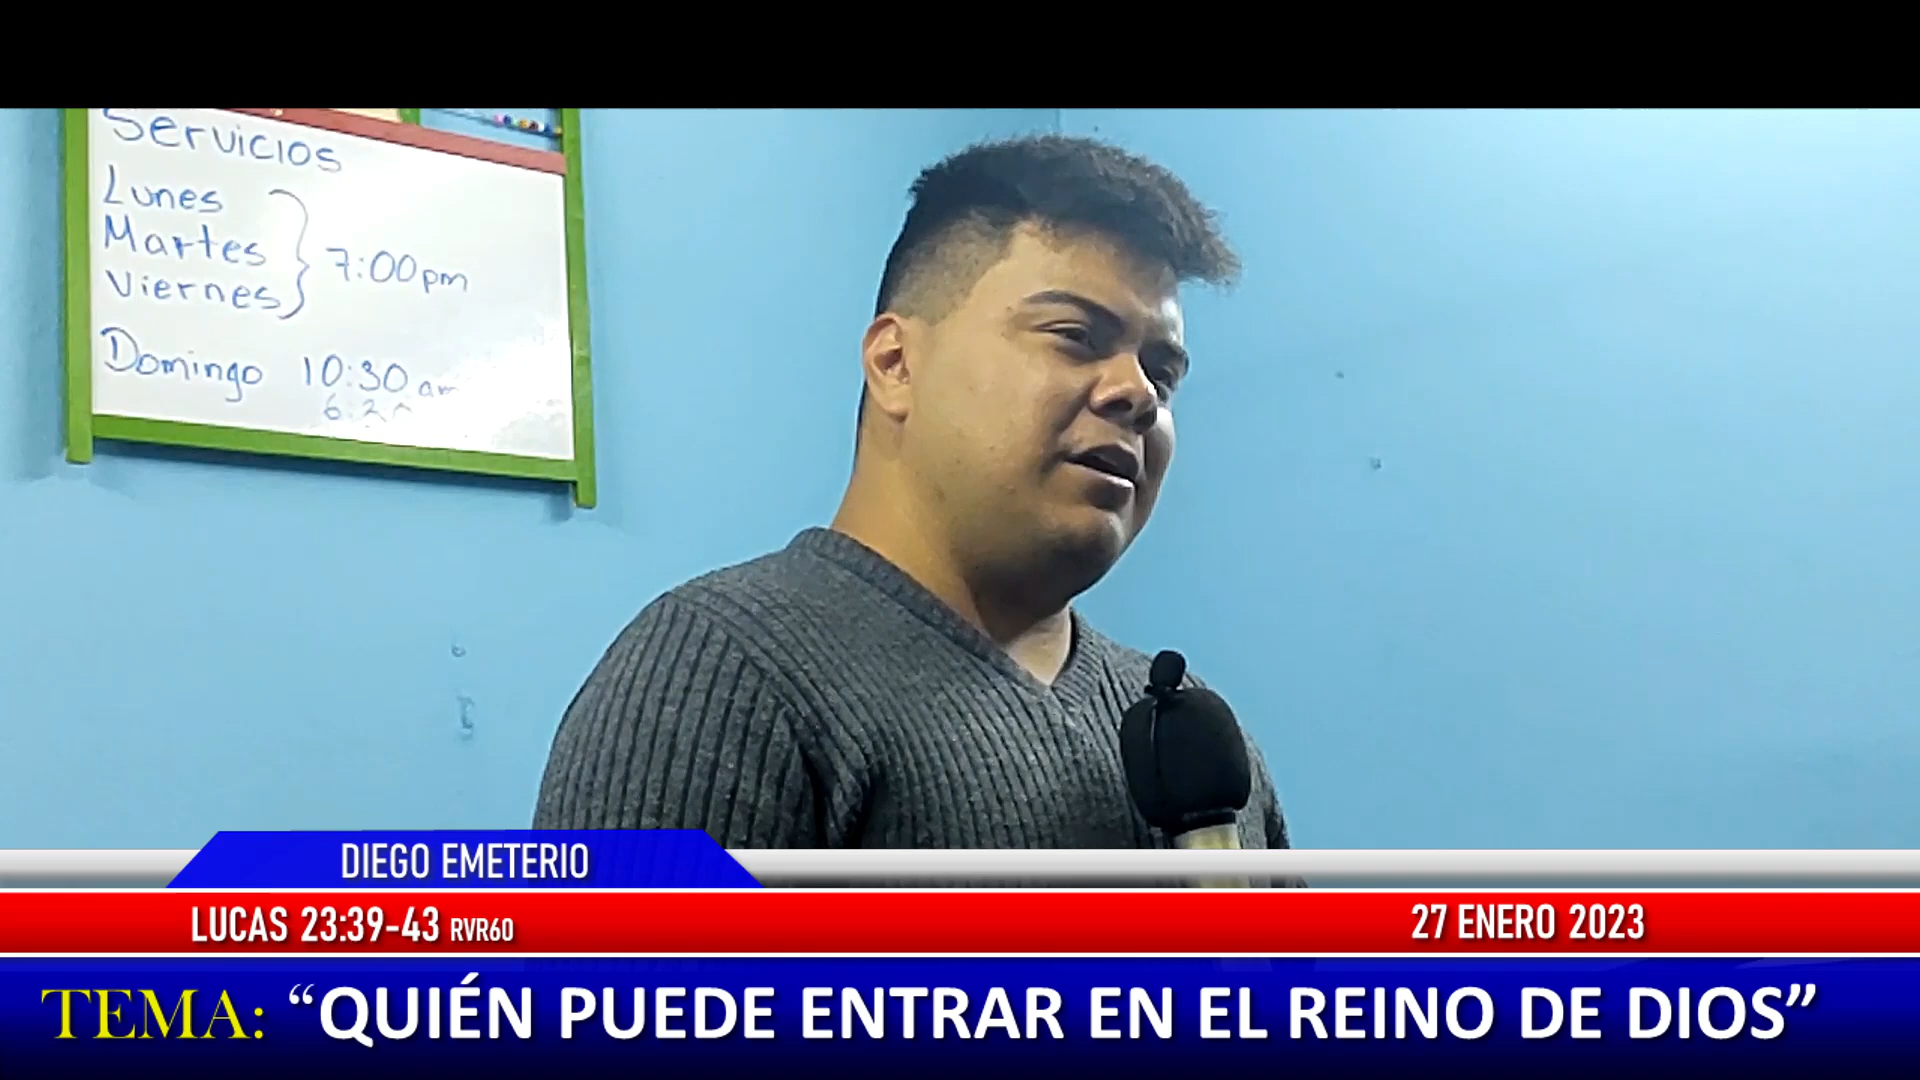 Servicios
Lunes
Martes
Viernes
7:00pm
Domingo 10:30 am
DIEGO EMETERIO
LUCAS 23:39-43 RVR60
27 ENERO 2023
TEMA: “QUIÉN PUEDE ENTRAR EN EL REINO DE DIOS”